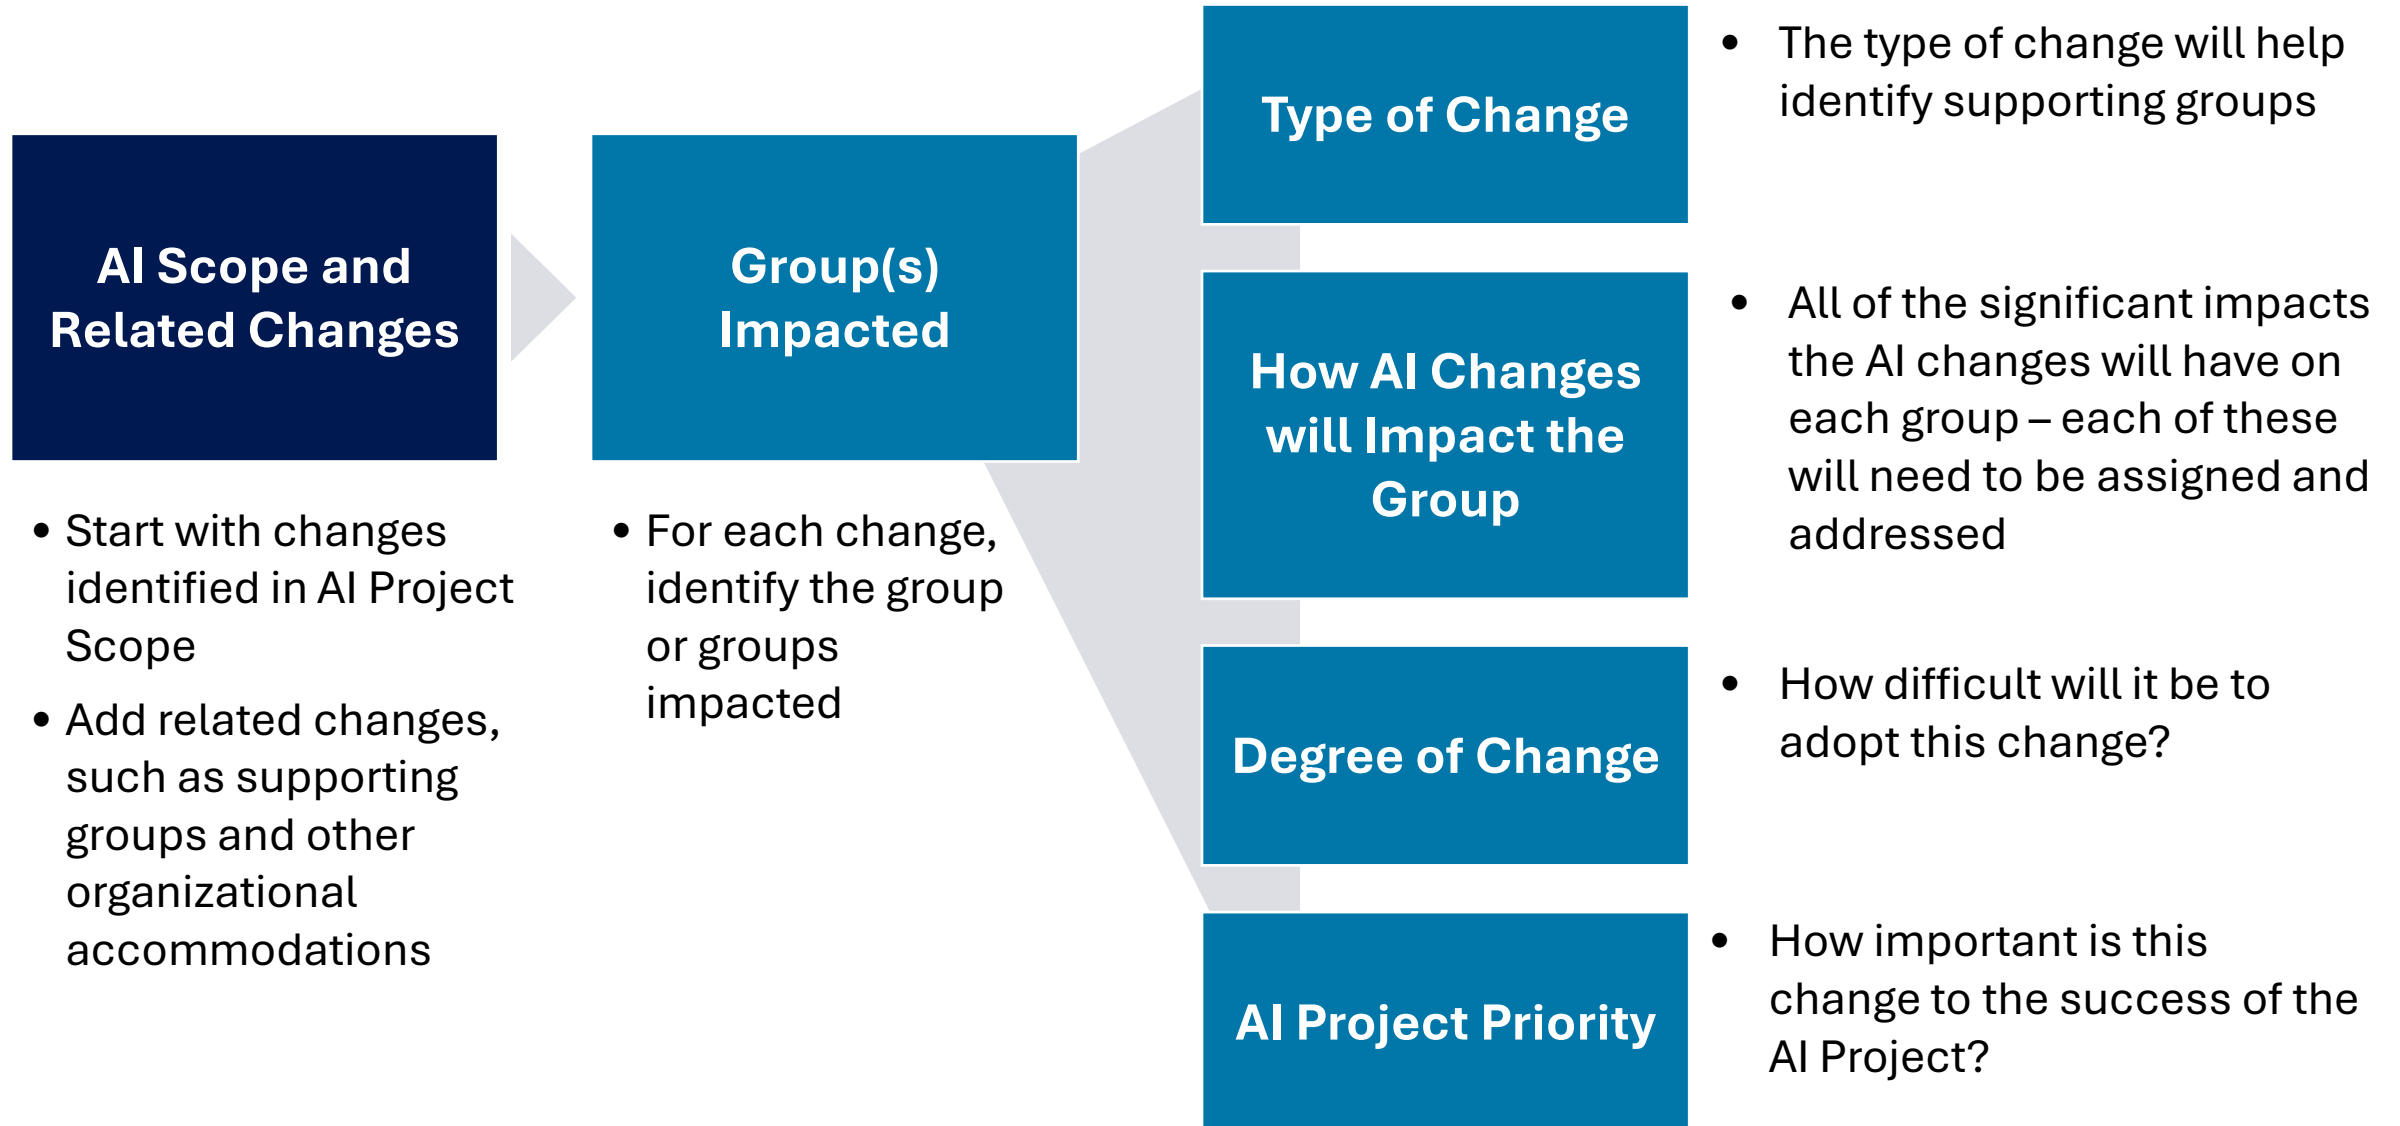 AI Scope and
Related Changes
• Start with changes
identified in AI Project
Scope
• Add related changes,
such as supporting
groups and other
organizational
accommodations
Group(s)
Impacted
• For each change,
identify the group
or groups
impacted
Type of Change
• The type of change will help
identify supporting groups
How AI Changes
will Impact the
Group
• All of the significant impacts
the AI changes will have on
each group – each of these
will need to be assigned and
addressed
Degree of Change
• How difficult will it be to
adopt this change?
AI Project Priority
• How important is this
change to the success of the
AI Project?